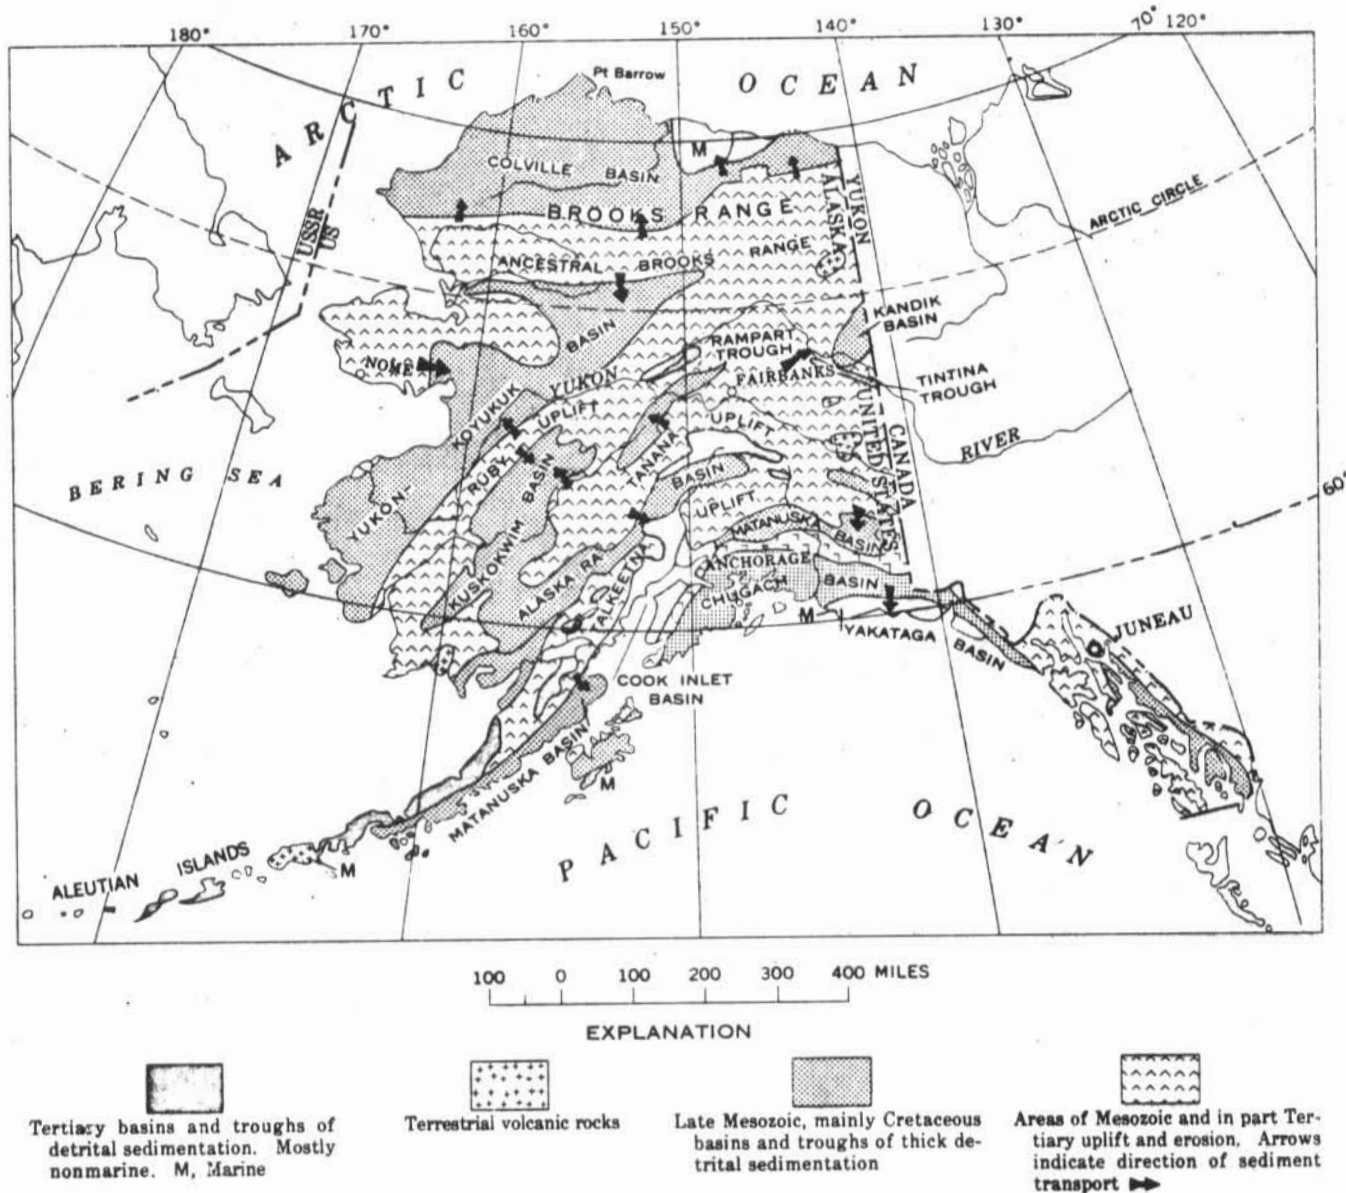 180° 170° 160° 150° 140° 130° 70° 120°
Pt Barrow
ARCTIC OCEAN
M
COLVILLE BASIN
BROOKS RANGE
YUKON
ALASKA
ARCTIC CIRCLE
USSR
US
ANCESTRAL BROOKS RANGE
KANDIK
BASIN
RAMPART
TROUGH
NOME
FAIRBANKS
TINTINA
TROUGH
YUKON RIVER
YUKON-KOYUKUK BASIN
RUBY UPLIFT
TANANA UPLIFT
CANADA
UNITED STATES
BERING SEA
60°
KUSKOKWIM BASIN
ALASKA RA BASIN
TALKEETNA UPLIFT
MATANUSKA BASIN
ANCHORAGE
CHUGACH BASIN
M
YAKATAGA BASIN
JUNEAU
COOK INLET
BASIN
MATANUSKA BASIN
M
PACIFIC OCEAN
ALEUTIAN ISLANDS
M
100 0 100 200 300 400 MILES
EXPLANATION
Tertiary basins and troughs of
detrital sedimentation. Mostly
nonmarine. M, Marine
Terrestrial volcanic rocks
Late Mesozoic, mainly Cretaceous
basins and troughs of thick de-
trital sedimentation
Areas of Mesozoic and in part Ter-
tiary uplift and erosion. Arrows
indicate direction of sediment
transport